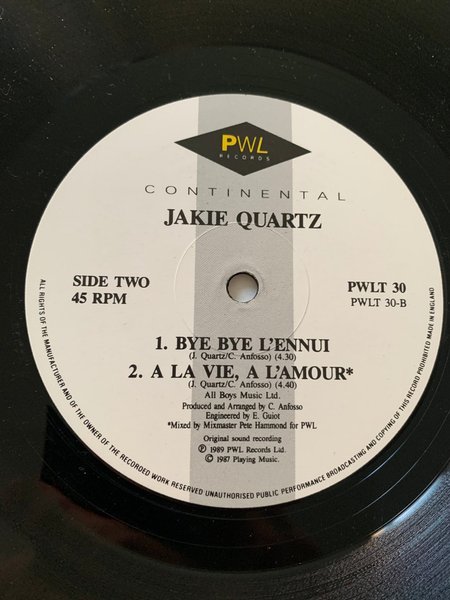 PWL
RECORDS
CONTINENTAL
JAKIE QUARTZ
SIDE TWO
45 RPM
PWLT 30
PWLT 30-B
1. BYE BYE L'ENNUI
(J. Quartz/C. Anfosso) (4.30)
2. A LA VIE, A L'AMOUR*
(J. Quartz/C. Anfosso) (4.40)
All Boys Music Ltd.
Produced and Arranged by C. Anfosso
Engineered by E. Guiot
*Mixed by Mixmaster Pete Hammond for PWL
Original sound recording
℗ 1989 PWL Records Ltd.
© 1987 Playing Music.
ALL RIGHTS OF THE MANUFACTURER AND OF THE OWNER OF THE RECORDED WORK RESERVED UNAUTHORISED PUBLIC PERFORMANCE BROADCASTING AND COPYING OF THIS RECORD PROHIBITED MADE IN ENGLAND